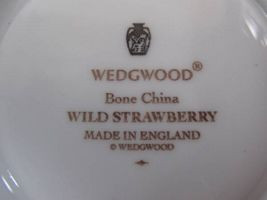 WEDGWOOD®
Bone China
WILD STRAWBERRY
MADE IN ENGLAND
© WEDGWOOD